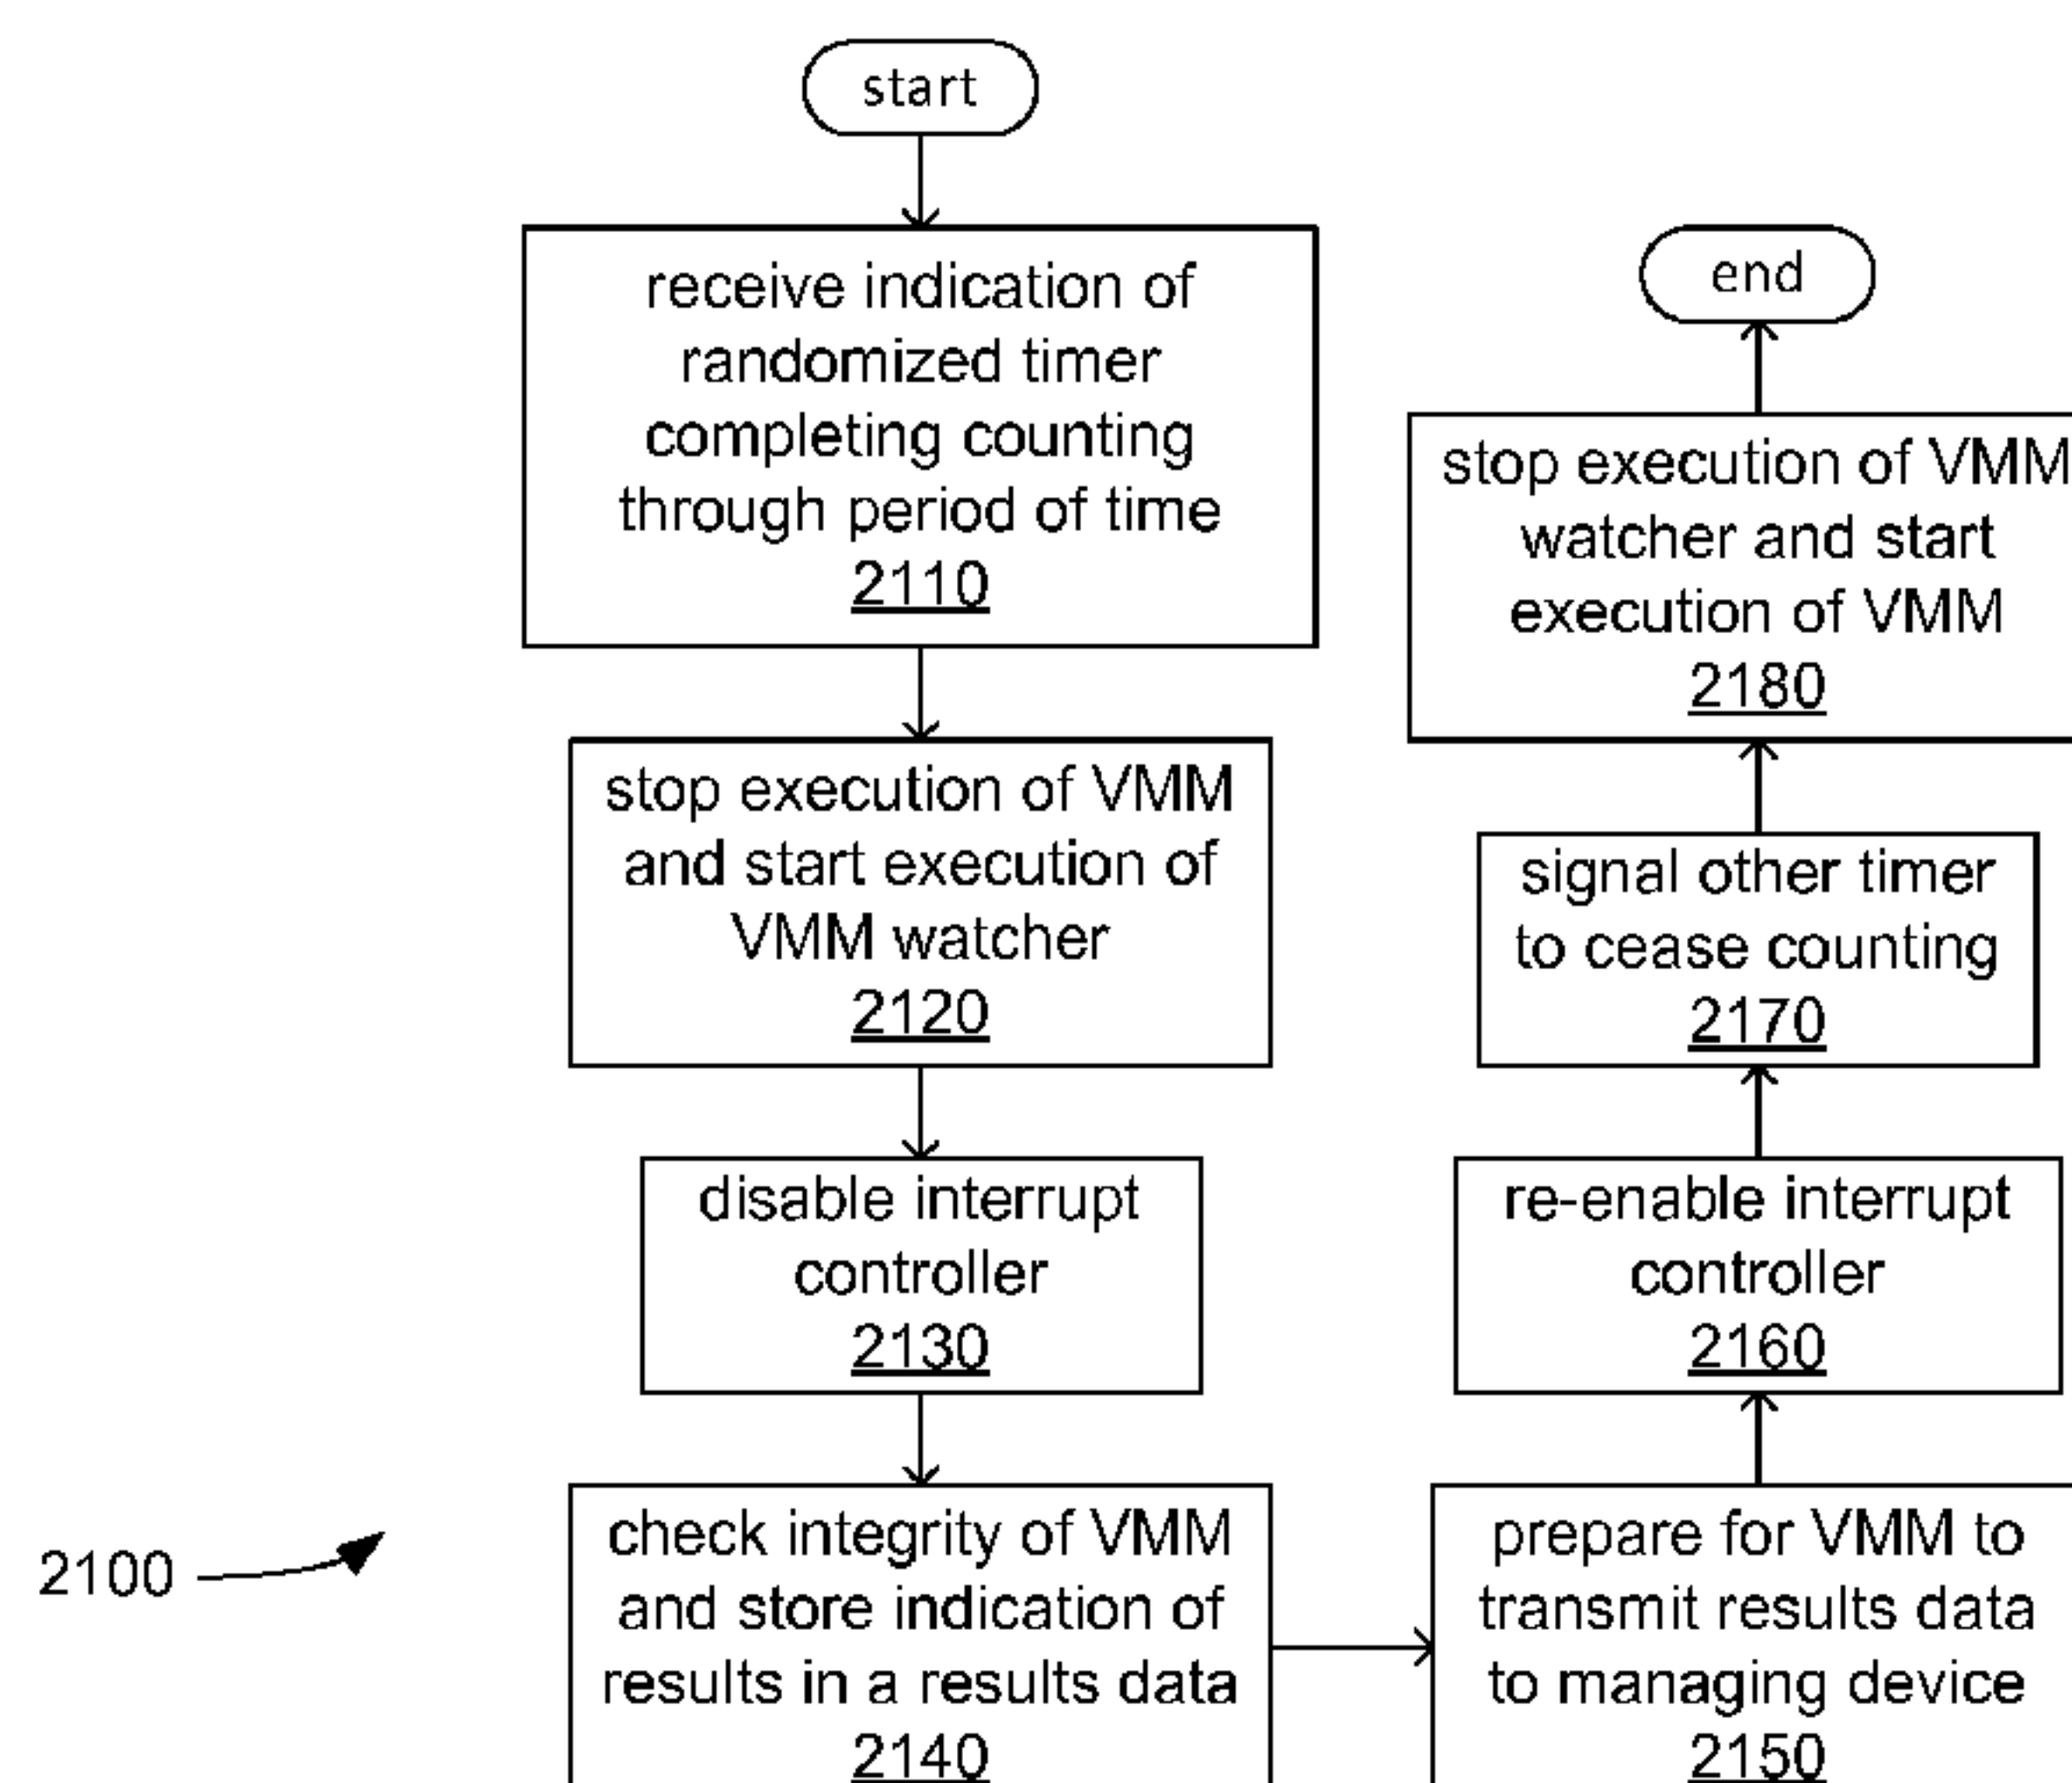 start
receive indication of
randomized timer
completing counting
through period of time
2110
stop execution of VMM
and start execution of
VMM watcher
2120
disable interrupt
controller
2130
check integrity of VMM
and store indication of
results in a results data
2140
prepare for VMM to
transmit results data
to managing device
2150
re-enable interrupt
controller
2160
signal other timer
to cease counting
2170
stop execution of VMM
watcher and start
execution of VMM
2180
end
2100